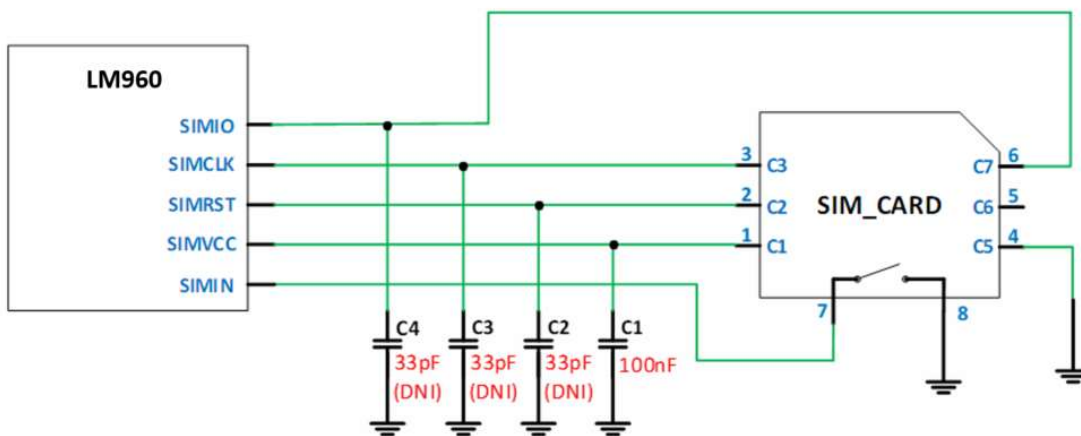 LM960
SIMIO
SIMCLK
SIMRST
SIMVCC
SIMIN
3
2
1
C3
C2
C1
SIM_CARD
C7
C6
C5
6
5
4
7
8
C4
33pF
(DNI)
C3
33pF
(DNI)
C2
33pF
(DNI)
C1
100nF